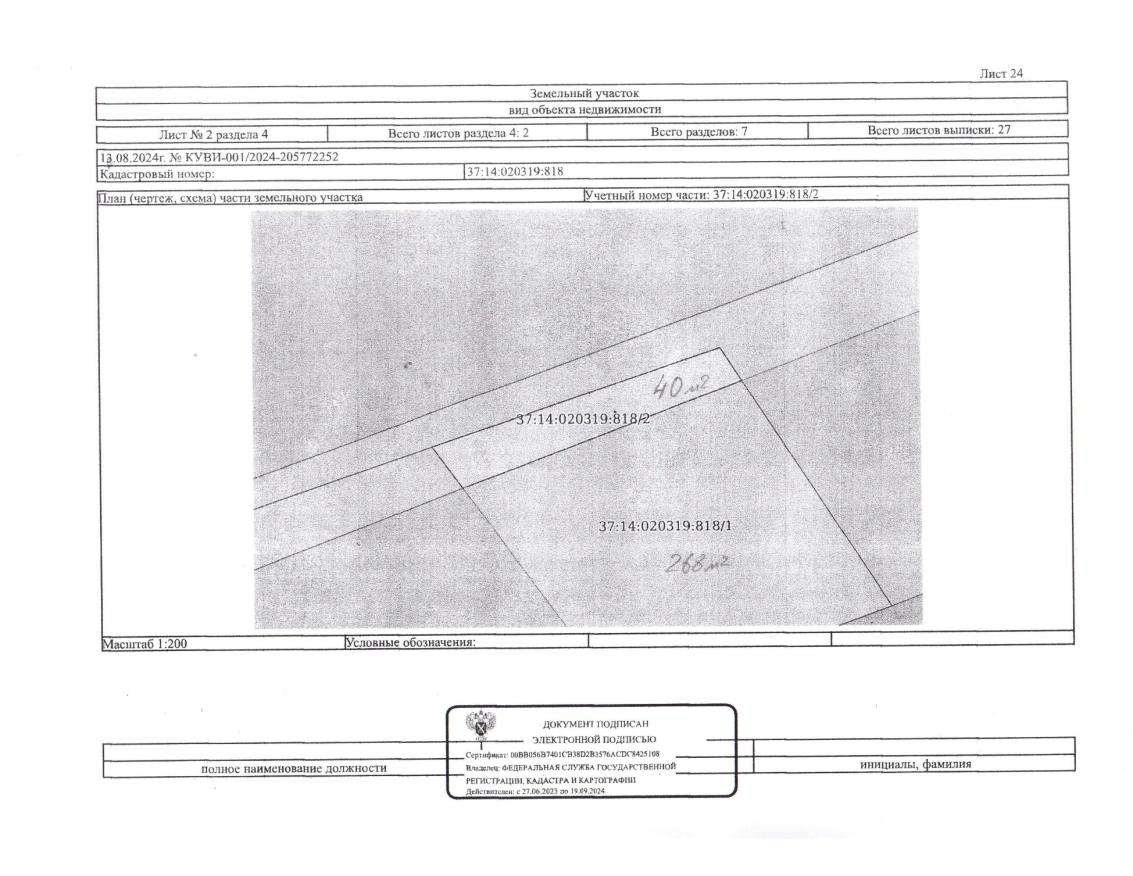 Лист 24
Земельный участок
вид объекта недвижимости
Лист № 2 раздела 4 Всего листов раздела 4: 2 Всего разделов: 7 Всего листов выписки: 27
13.08.2024г. № КУВИ-001/2024-205772252
Кадастровый номер: 37:14:020319:818
План (чертеж, схема) части земельного участка Учетный номер части: 37:14:020319:818/2
40 м2
37:14:020319:818/2
37:14:020319:818/1
268 м2
Масштаб 1:200 Условные обозначения:
ДОКУМЕНТ ПОДПИСАН
ЭЛЕКТРОННОЙ ПОДПИСЬЮ
Сертификат: 00BB056B7401CB38D2B3576ACDC8425108
Владелец: ФЕДЕРАЛЬНАЯ СЛУЖБА ГОСУДАРСТВЕННОЙ
РЕГИСТРАЦИИ, КАДАСТРА И КАРТОГРАФИИ
Действителен: с 27.06.2023 по 19.09.2024
полное наименование должности инициалы, фамилия